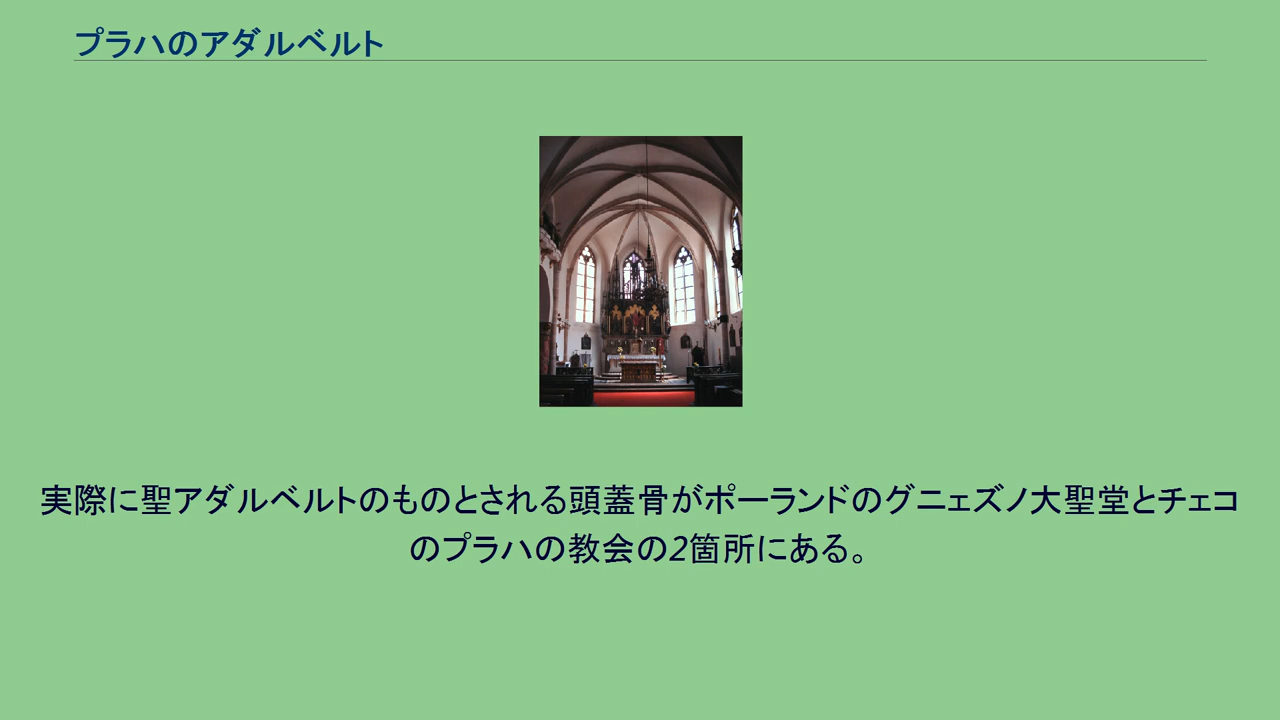 プラハのアダルベルト
実際に聖アダルベルトのものとされる頭蓋骨がポーランドのグニェズノ大聖堂とチェコ
のプラハの教会の2箇所にある。